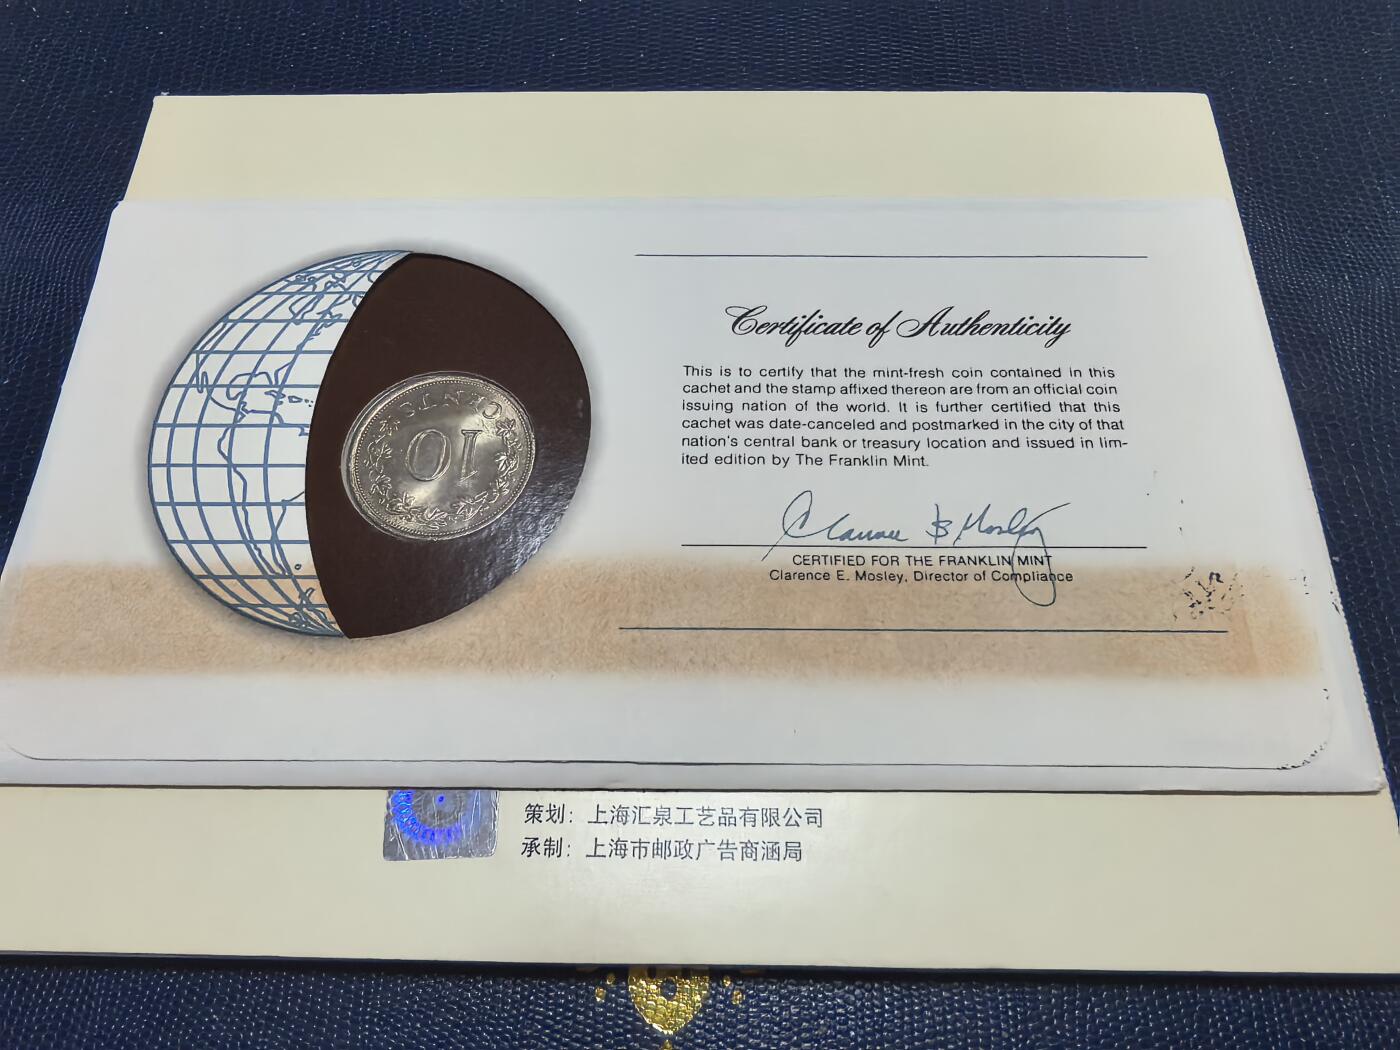 Certificate of Authenticity
This is to certify that the mint-fresh coin contained in this
cachet and the stamp affixed thereon are from an official coin
issuing nation of the world. It is further certified that this
cachet was date-canceled and postmarked in the city of that
nation's central bank or treasury location and issued in lim-
ited edition by The Franklin Mint.
CERTIFIED FOR THE FRANKLIN MINT
Clarence E. Mosley, Director of Compliance
CENTS
10
策划：上海汇泉工艺品有限公司
承制：上海市邮政广告商涵局